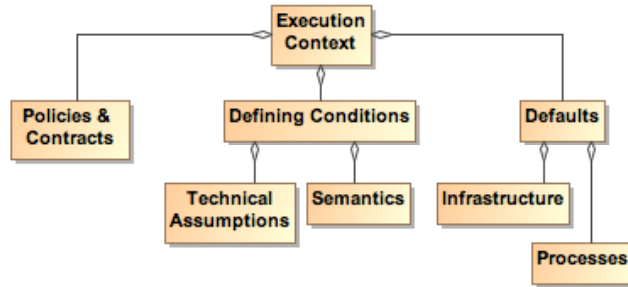 Execution
Context
Policies &
Contracts
Defining Conditions
Defaults
Technical
Assumptions
Semantics
Infrastructure
Processes